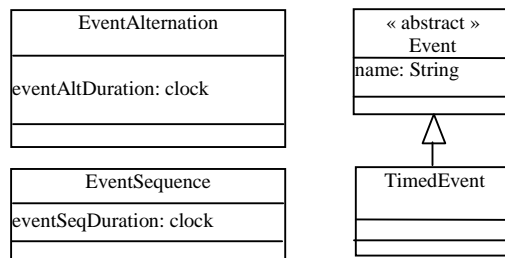 EventAlternation
eventAltDuration: clock
EventSequence
eventSeqDuration: clock
« abstract »
Event
name: String
TimedEvent